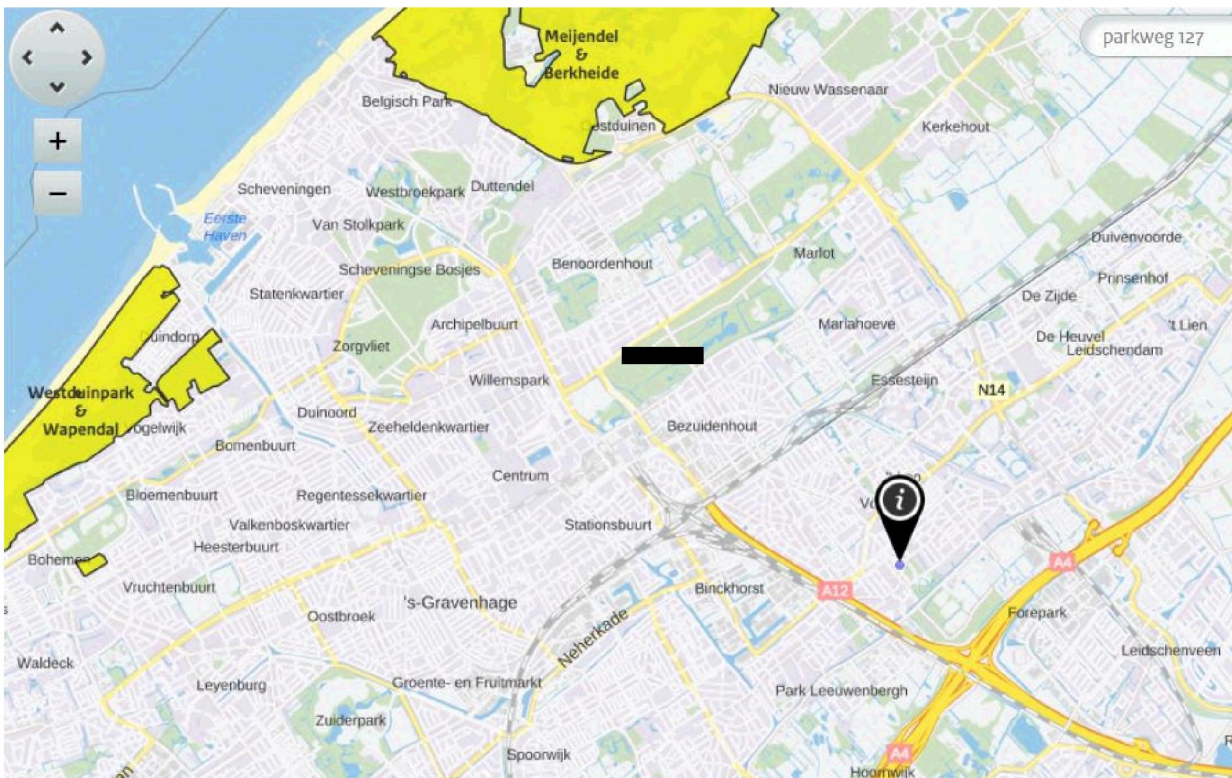 Meijendel
&
Berkheide
parkweg 127
Belgisch Park
Nieuw Wassenaar
Oostduinen
Kerkehout
Scheveningen
Westbroekpark
Duttendel
Eerste
Haven
Van Stolkpark
Duivenvoorde
Marlot
Scheveningse Bosjes
Benoordenhout
Prinsenhof
Statenkwartier
De Zijde
Archipelbuurt
Mariahoeve
't Lien
Duindorp
De Heuvel
Zorgvliet
Leidschendam
Willemspark
Essesteijn
N14
Westduinpark
&
Wapendal
Vogelwijk
Duinoord
Zeeheldenkwartier
Bezuidenhout
Bomenbuurt
Centrum
Bloemenbuurt
Regentessekwartier
i
Valkenboskwartier
Stationsbuurt
Heesterbuurt
Bohemen
A4
Vruchtenbuurt
Binckhorst
A12
's-Gravenhage
Oostbroek
Forepark
Neherkade
Waldeck
Leidschenveen
Leyenburg
Groente- en Fruitmarkt
Park Leeuwenbergh
Zuiderpark
Spoorwijk
A4
Hoornwijk